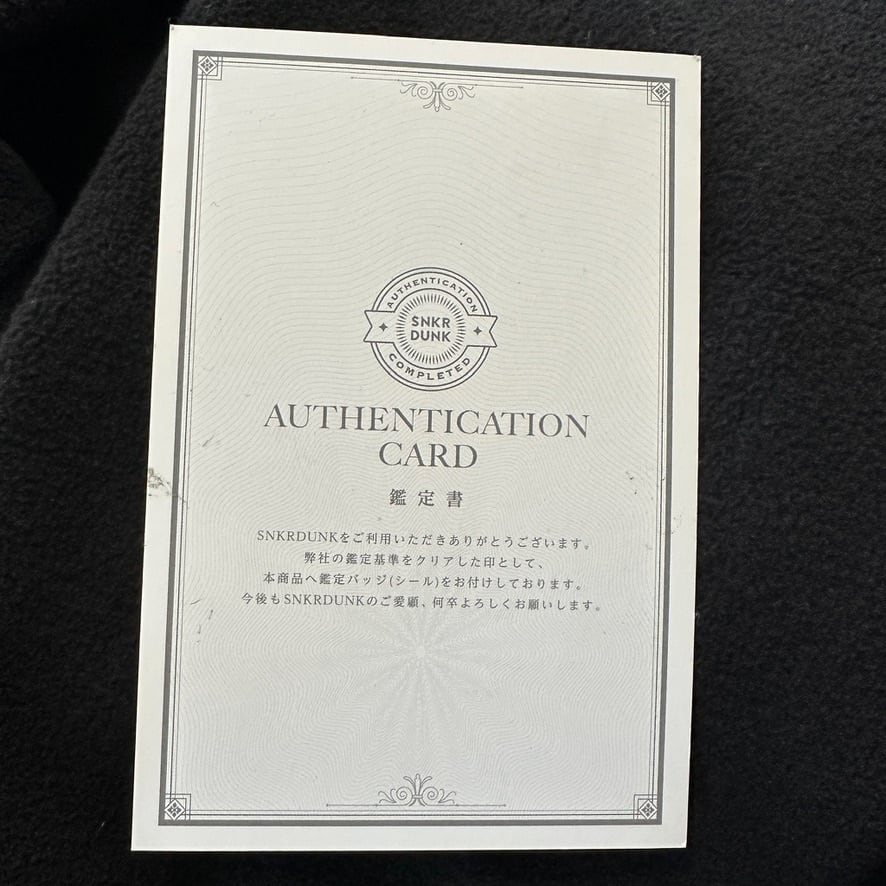 AUTHENTICATION
SNKR
DUNK
COMPLETED
AUTHENTICATION
CARD
鑑定書
SNKRDUNKをご利用いただきありがとうございます。
弊社の鑑定基準をクリアした印として、
本商品へ鑑定バッジ(シール)をお付けしております。
今後もSNKRDUNKのご愛顧、何卒よろしくお願いします。